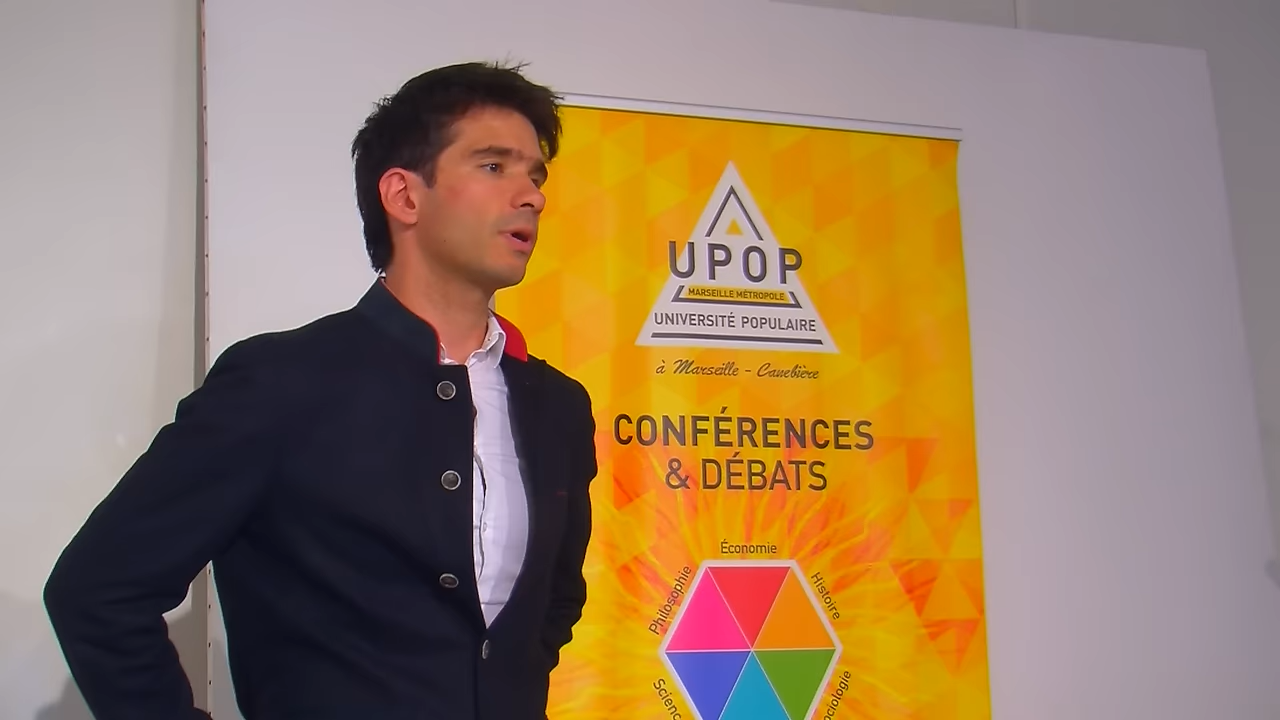 UPOP
MARSEILLE MÉTROPOLE
UNIVERSITÉ POPULAIRE
à Marseille - Canebière
CONFÉRENCES
& DÉBATS
Économie
Philosophie
Histoire